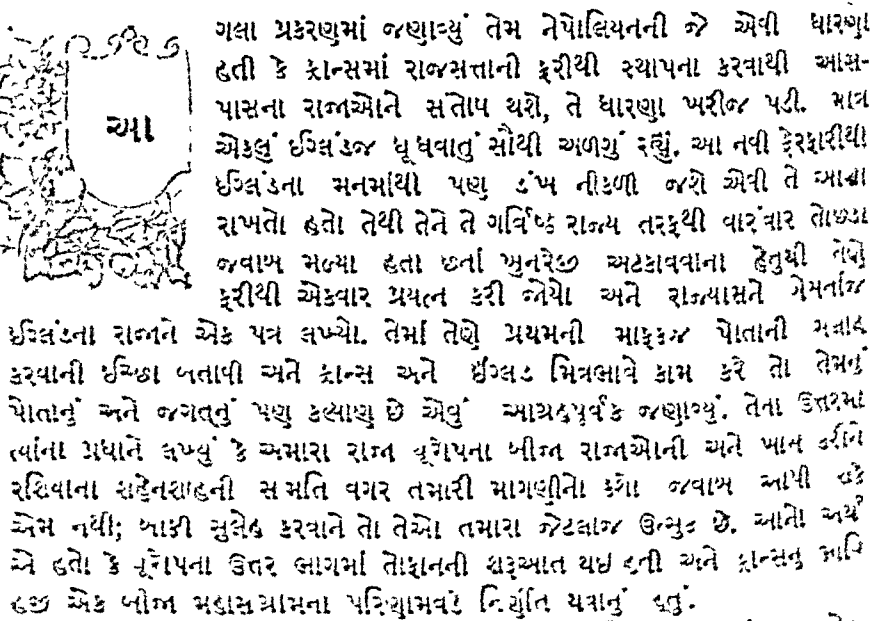 આ
ગલા પ્રકરણમાં જણાવ્યું તેમ નેપોલિયનની જે એવી ધારણા
હતી કે ફ્રાન્સમાં રાજસત્તાની ફરીથી સ્થાપના કરવાથી આસ-
પાસના રાજાઓને સંતોષ થશે, તે ધારણા ખરીજ પડી. માત્ર
એકલું ઈંગ્લંડજ ધૂંધવાતું સૌથી અળગું રહ્યું. આ નવી ફેરફારીથી
ઈંગ્લંડના મનમાંથી પણ ડંખ નીકળી જશે એવી તે આશા
રાખતો હતો તેથી તેને તે ગર્વિષ્ઠ રાજ્ય તરફથી વારંવાર તોછડા
જવાબ મળ્યા હતા છતાં ખુનરેજી અટકાવવાના હેતુથી તેણે
ફરીથી એકવાર પ્રયત્ન કરી જોયો અને રાજ્યાસને બેમતાંજ
ઈંગ્લંડના રાજાને એક પત્ર લખ્યો. તેમાં તેણે પ્રથમની માફકજ પોતાની સલાહ
કરવાની ઈચ્છા બતાવી અને ફ્રાન્સ અને ઈંગ્લંડ મિત્રભાવે કામ કરે તો તેમનું
પોતાનું અને જગતનું પણ કલ્યાણ છે એવું આગ્રહપૂર્વક જણાવ્યું. તેના ઉત્તરમાં
ત્યાંના પ્રધાને લખ્યું કે અમારા રાજા યૂરોપના બીજા રાજાઓની અને ખાસ કરીને
રશિયાના શહેનશાહની સંમતિ વગર તમારી માગણીનો કશો જવાબ આપી શકે
એમ નથી; બાકી સુલેહ કરવાને તો તેઓ તમારા જેટલાજ ઉત્સુક છે. આનો અર્થ
એ હતો કે યૂરોપના ઉત્તર ભાગમાં તોફાનની શરૂઆત થઇ હતી અને ફ્રાન્સનું ભાવિ
હજી એક બીજા મહાસંગ્રામના પરિણામવડે નિર્ણીત થવાનું હતું.